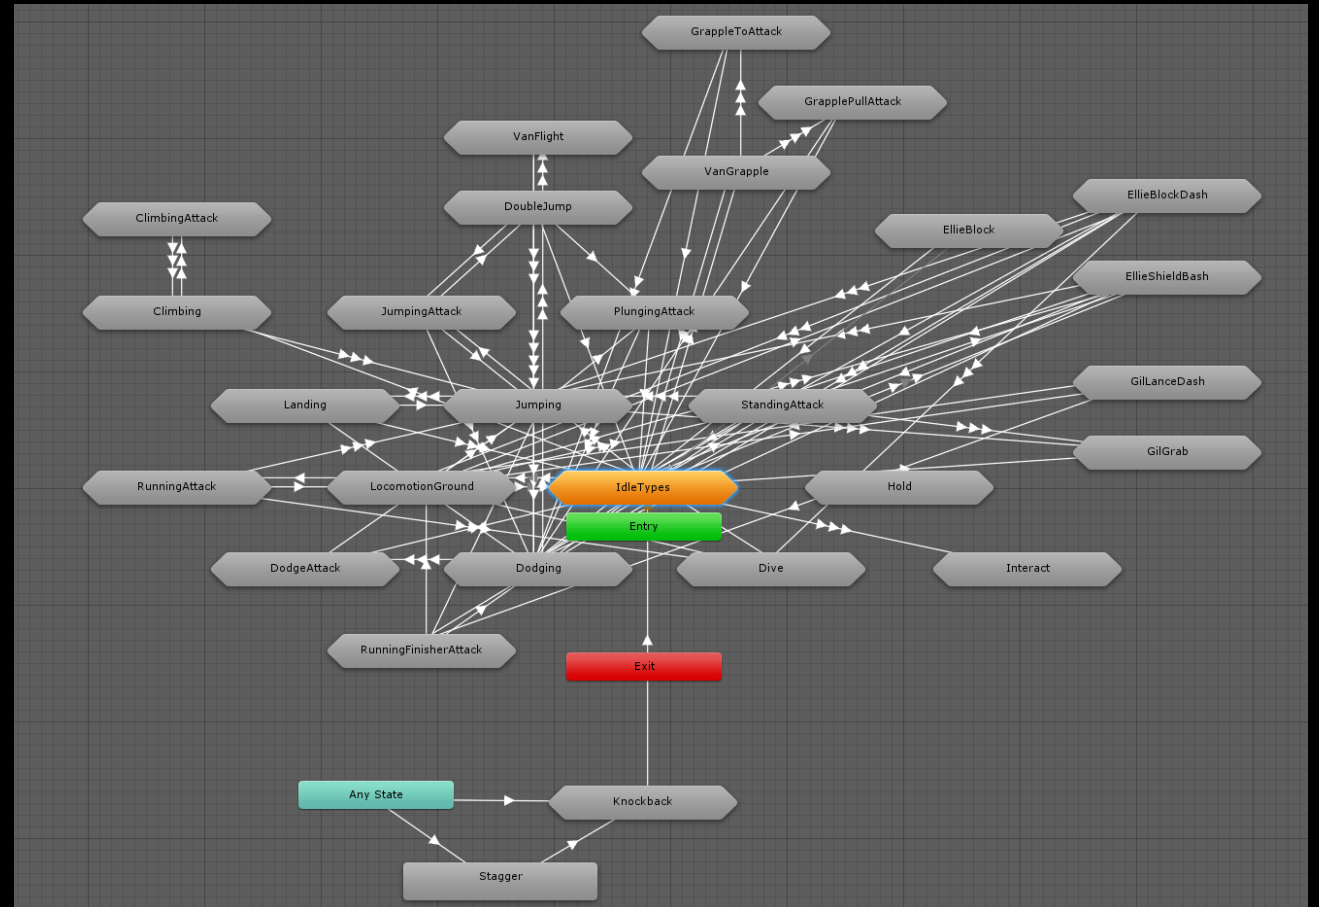 GrappleToAttack
GrapplePullAttack
VanFlight
VanGrapple
EllieBlockDash
DoubleJump
ClimbingAttack
EllieBlock
EllieShieldBash
Climbing
JumpingAttack
PlungingAttack
GilLanceDash
Landing
Jumping
StandingAttack
GilGrab
RunningAttack
LocomotionGround
IdleTypes
Hold
Entry
DodgeAttack
Dodging
Dive
Interact
RunningFinisherAttack
Exit
Any State
Knockback
Stagger